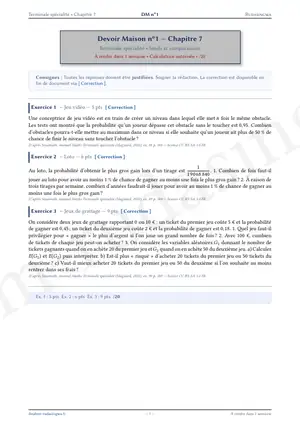 Terminale spécialité • Chapitre 7
DM n°1
Devoir Maison n°1 – Chapitre 7
À rendre dans 1 semaine • Calculatrice autorisée • /20
Consignes : Toutes les réponses doivent être justifiées. Soigner la rédaction. La correction est disponible en
fin de document via [ Correction ].
Exercice 1 – Jeu vidéo – 5 pts [ Correction ]
Une conceptrice de jeu vidéo est en train de créer un niveau dans lequel elle met n fois le même obstacle.
Les tests ont montré que la probabilité qu'un joueur dépasse cet obstacle sans le toucher est 0,95. Combien
d'obstacles pourra-t-elle mettre au maximum dans ce niveau si elle souhaite qu'un joueur ait plus de 50 % de
chance de finir le niveau sans toucher l'obstacle ?
Exercice 2 – Loto – 6 pts [ Correction ]
Au loto, la probabilité d'obtenir le plus gros gain lors d'un tirage est 1/19 068 840. 1. Combien de fois faut-il
jouer au loto pour avoir au moins 1 % de chance de gagner au moins une fois le plus gros gain ? 2. À raison de
trois tirages par semaine, combien d'années faudrait-il jouer pour avoir au moins 1 % de chance de gagner au
moins une fois le plus gros gain ?
Exercice 3 – Jeux de grattage – 9 pts [ Correction ]
On considère deux jeux de grattage rapportant 0 ou 10 € : un ticket du premier jeu coûte 5 € et la probabilité
de gagner est 0,4 ; un ticket du deuxième jeu coûte 2 € et la probabilité de gagner est 0,18. 1. Quel jeu faut-il
privilégier pour « gagner » le plus d'argent si l'on joue un grand nombre de fois ? 2. Avec 100 €, combien
de tickets de chaque jeu peut-on acheter ? 3. On considère les variables aléatoires G₁ donnant le nombre de
tickets gagnants quand on en achète 20 du premier jeu et G₂ quand on en achète 50 du deuxième jeu. a) Calculer
E(G₁) et E(G₂) puis interpréter. b) Est-il plus « risqué » d'acheter 20 tickets du premier jeu ou 50 tickets du
deuxième ? c) Vaut-il mieux acheter 20 tickets du premier jeu ou 50 du deuxième si l'on souhaite au moins
rentrer dans ses frais ?
Ex. 1 : 5 pts Ex. 2 : 6 pts Ex. 3 : 9 pts /20
– 1 –